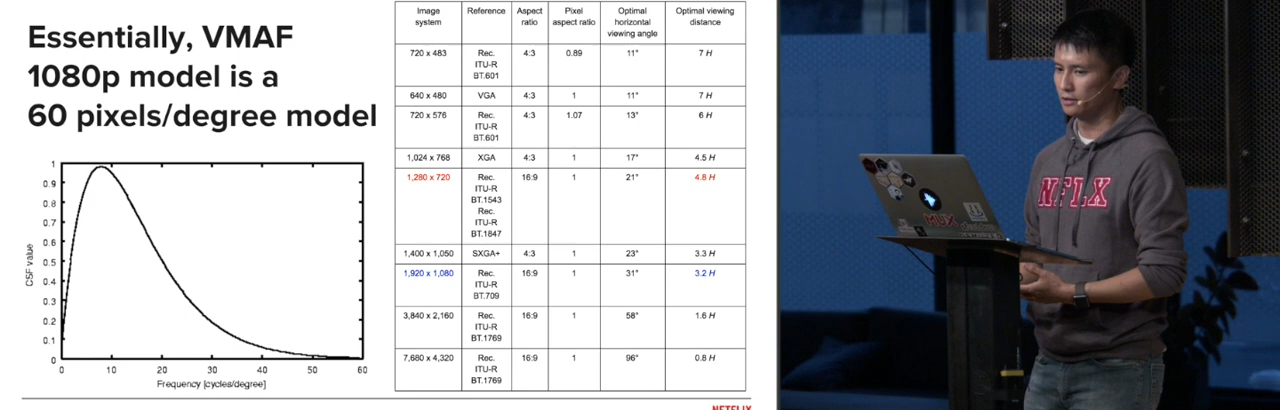 Essentially, VMAF
1080p model is a
60 pixels/degree model
CSF value
1
0.9
0.8
0.7
0.6
0.5
0.4
0.3
0.2
0.1
0
0 10 20 30 40 50 60
Frequency [cycles/degree]
Image system Reference Aspect ratio Pixel aspect ratio Optimal horizontal viewing angle Optimal viewing distance
720 x 483 Rec. ITU-R BT.601 4:3 0.89 11° 7 H
640 x 480 VGA 4:3 1 11° 7 H
720 x 576 Rec. ITU-R BT.601 4:3 1.07 13° 6 H
1,024 x 768 XGA 4:3 1 17° 4.5 H
1,280 x 720 Rec. ITU-R BT.1543 Rec. ITU-R BT.1847 16:9 1 21° 4.8 H
1,400 x 1,050 SXGA+ 4:3 1 23° 3.3 H
1,920 x 1,080 Rec. ITU-R BT.709 16:9 1 31° 3.2 H
3,840 x 2,160 Rec. ITU-R BT.1769 16:9 1 58° 1.6 H
7,680 x 4,320 Rec. ITU-R BT.1769 16:9 1 96° 0.8 H
NETFLIX
NFLX
MUX